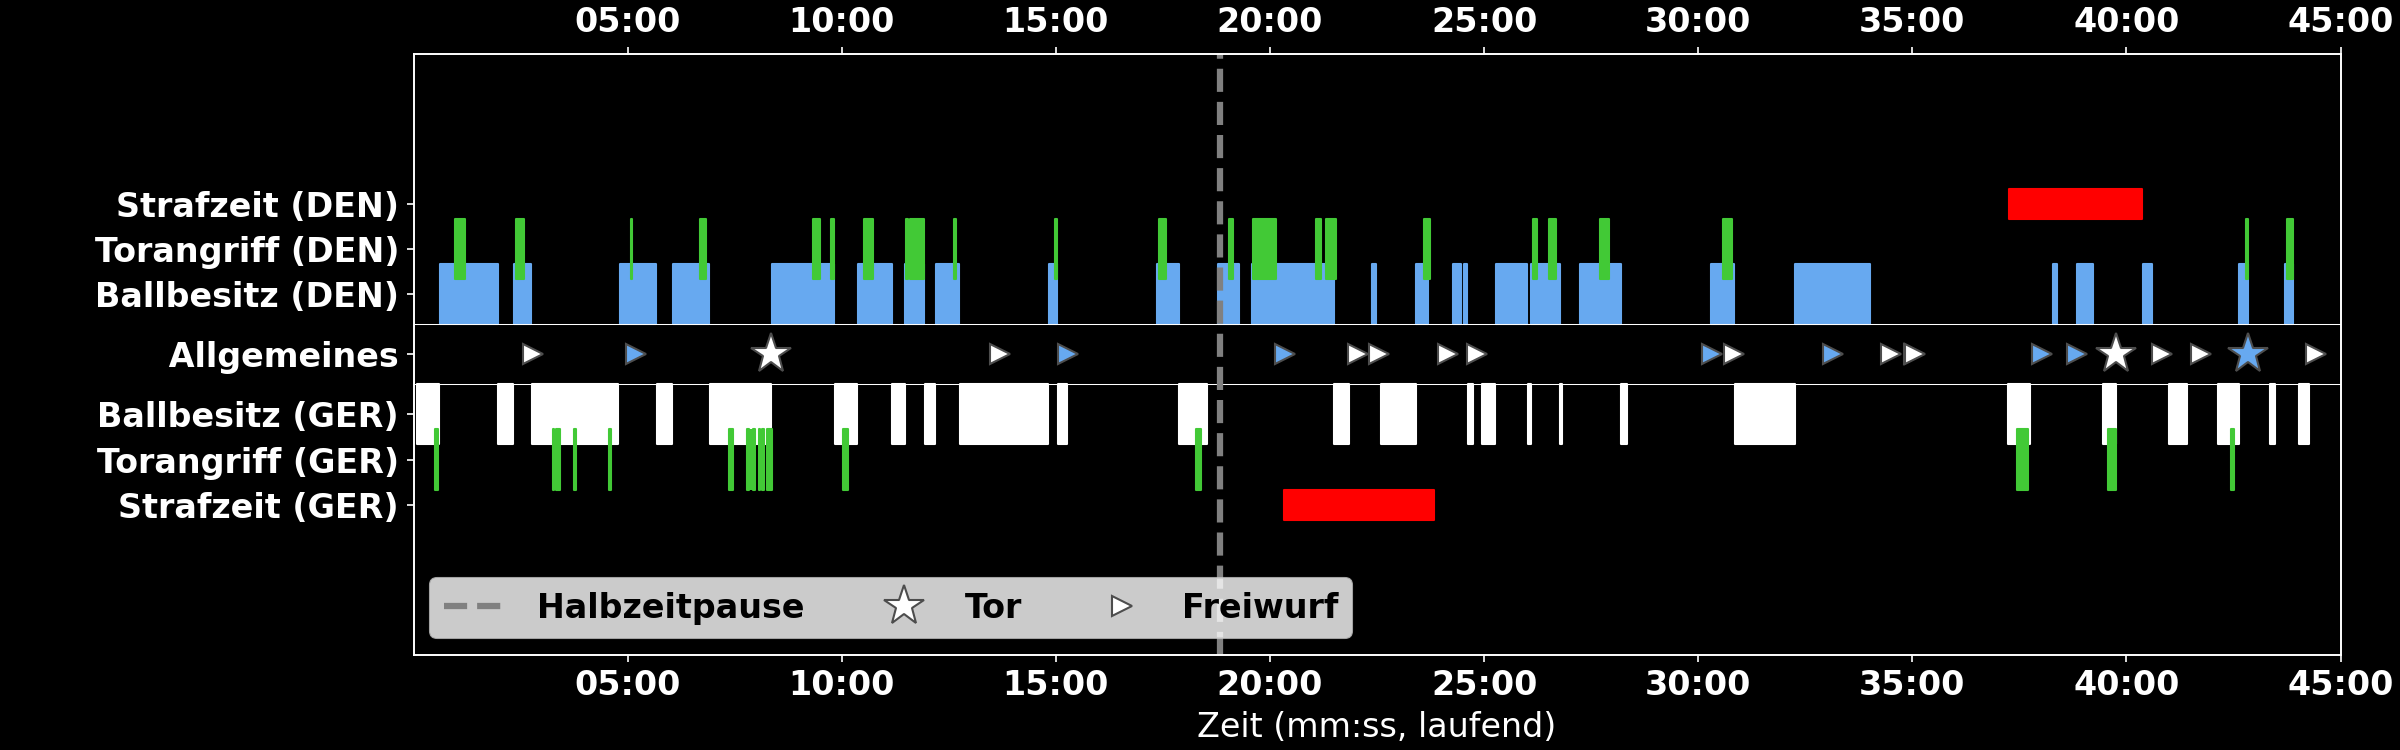 05:00 10:00 15:00 20:00 25:00 30:00 35:00 40:00 45:00
Strafzeit (DEN)
Torangriff (DEN)
Ballbesitz (DEN)
Allgemeines
Ballbesitz (GER)
Torangriff (GER)
Strafzeit (GER)
Halbzeitpause Tor Freiwurf
05:00 10:00 15:00 20:00 25:00 30:00 35:00 40:00 45:00
Zeit (mm:ss, laufend)